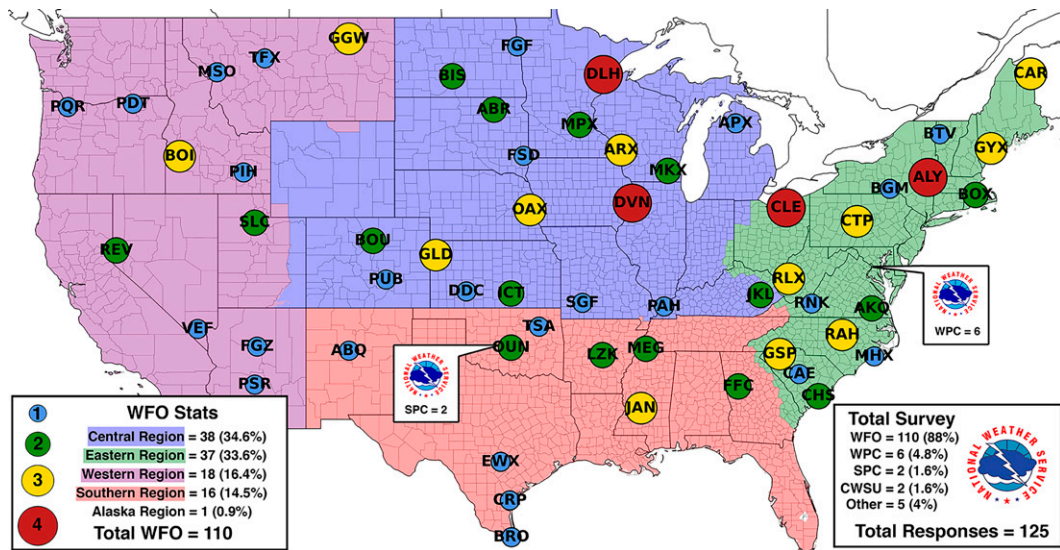 GGW
FGF
TFX
DLH
CAR
MSO
BIS
PQR
PDT
ABR
MPX
APX
BTV
BOI
FSD
ARX
GYX
PIH
MKX
ALY
BGM
BOX
OAX
DVN
CLE
SLC
CTP
REV
BOU
GLD
PUB
RLX
DDC
ICT
SGF
PAH
JKL
RNK
AKQ
NATIONAL WEATHER SERVICE
WPC = 6
VEF
FGZ
ABQ
TSA
OUN
LZK
MEG
GSP
RAH
MHX
CAE
PSR
NATIONAL WEATHER SERVICE
SPC = 2
FFC
CHS
JAN
EWX
CRP
BRO
1
WFO Stats
2
Central Region = 38 (34.6%)
Eastern Region = 37 (33.6%)
3
Western Region = 18 (16.4%)
Southern Region = 16 (14.5%)
4
Alaska Region = 1 (0.9%)
Total WFO = 110
Total Survey
WFO = 110 (88%)
WPC = 6 (4.8%)
SPC = 2 (1.6%)
CWSU = 2 (1.6%)
Other = 5 (4%)
NATIONAL WEATHER SERVICE
Total Responses = 125